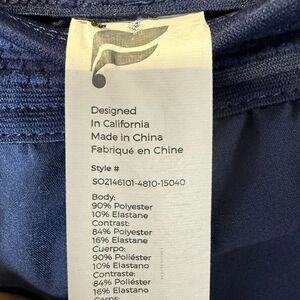 Designed
In California
Made in China
Fabriqué en Chine
Style #
SO2146101-4810-15040
Body:
90% Polyester
10% Elastane
Contrast:
84% Polyester
16% Elastane
Cuerpo:
90% Poliéster
10% Elastano
Contraste:
84% Poliéster
16% Elastano
Corps: